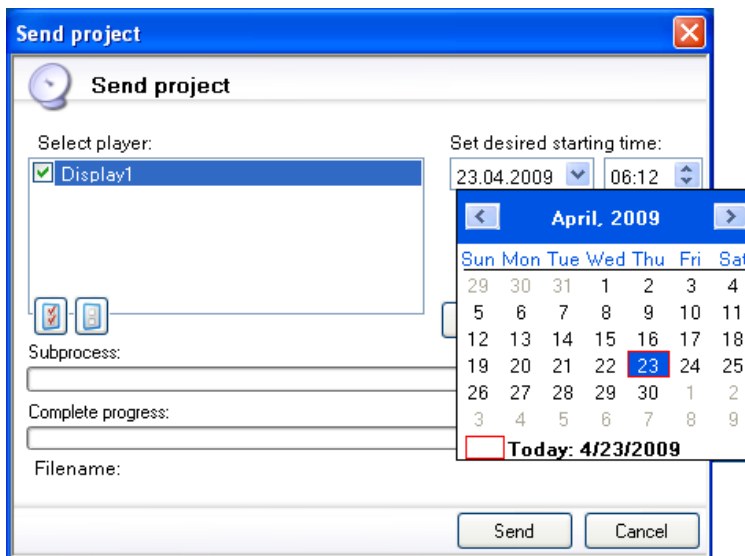 Send project
Send project
Select player:
Display1
Set desired starting time:
23.04.2009 06:12
April, 2009
Sun Mon Tue Wed Thu Fri Sat
29 30 31 1 2 3 4
5 6 7 8 9 10 11
12 13 14 15 16 17 18
19 20 21 22 23 24 25
26 27 28 29 30 1 2
3 4 5 6 7 8 9
Today: 4/23/2009
Subprocess:
Complete progress:
Filename:
Send Cancel